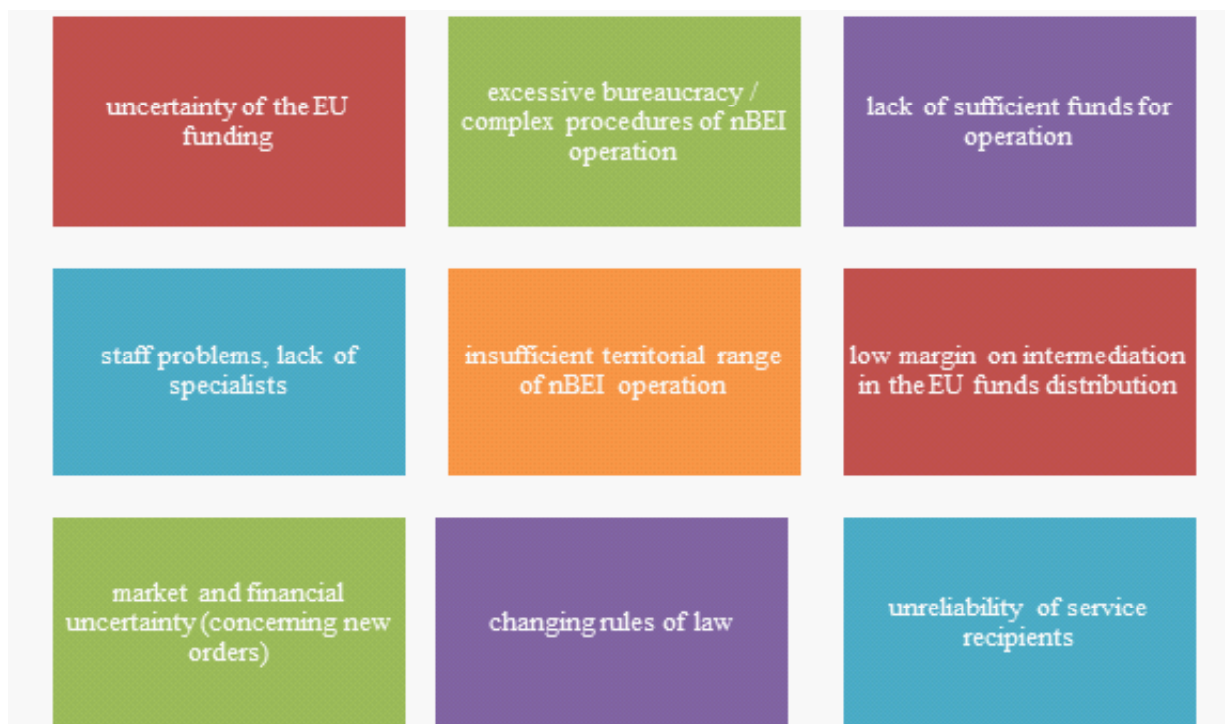 uncertainty of the EU
funding
excessive bureaucracy /
complex procedures of nBEI
operation
lack of sufficient funds for
operation
staff problems, lack of
specialists
insufficient territorial range
of nBEI operation
low margin on intermediation
in the EU funds distribution
market and financial
uncertainty (concerning new
orders)
changing rules of law
unreliability of service
recipients